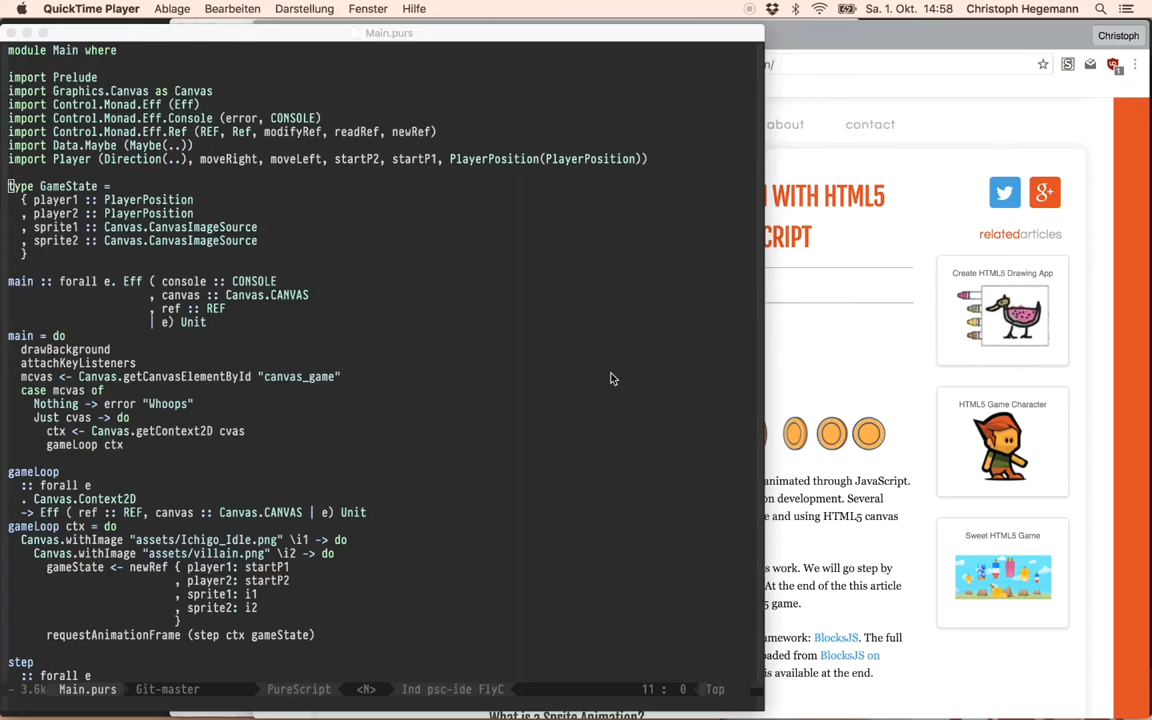 QuickTime Player Ablage Bearbeiten Darstellung Fenster Hilfe Sa. 1. Okt. 14:58 Christoph Hegemann
Main.purs
Christoph
module Main where
import Prelude
import Graphics.Canvas as Canvas
import Control.Monad.Eff (Eff)
import Control.Monad.Eff.Console (error, CONSOLE)
import Control.Monad.Eff.Ref (REF, Ref, modifyRef, readRef, newRef)
import Data.Maybe (Maybe(..))
import Player (Direction(..), moveRight, moveLeft, startP2, startP1, PlayerPosition(PlayerPosition))
type GameState =
{ player1 :: PlayerPosition
, player2 :: PlayerPosition
, sprite1 :: Canvas.CanvasImageSource
, sprite2 :: Canvas.CanvasImageSource
}
main :: forall e. Eff ( console :: CONSOLE
, canvas :: Canvas.CANVAS
, ref :: REF
| e) Unit
main = do
drawBackground
attachKeyListeners
mcvas <- Canvas.getCanvasElementById "canvas_game"
case mcvas of
Nothing -> error "Whoops"
Just cvas -> do
ctx <- Canvas.getContext2D cvas
gameLoop ctx
gameLoop
:: forall e
. Canvas.Context2D
-> Eff ( ref :: REF, canvas :: Canvas.CANVAS | e) Unit
gameLoop ctx = do
Canvas.withImage "assets/Ichigo_Idle.png" \i1 -> do
Canvas.withImage "assets/villain.png" \i2 -> do
gameState <- newRef { player1: startP1
, player2: startP2
, sprite1: i1
, sprite2: i2
}
requestAnimationFrame (step ctx gameState)
step
:: forall e
- 3.6k Main.purs Git-master PureScript <N> Ind psc-ide FlyC 11 : 0 Top
n/
about contact
WITH HTML5
CRIPT
relatedarticles
Create HTML5 Drawing App
HTML5 Game Character
Sweet HTML5 Game
animated through JavaScript.
on development. Several
e and using HTML5 canvas
s work. We will go step by
At the end of the this article
5 game.
amework: BlocksJS. The full
oaded from BlocksJS on
is available at the end.
What is a Sprite Animation?